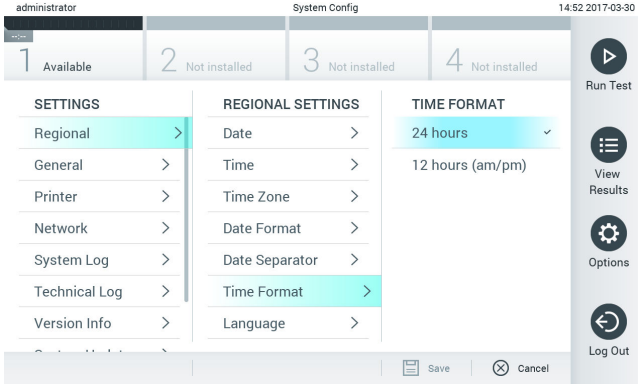 administrator System Config 14:52 2017-03-30
--:--
1 Available 2 Not installed 3 Not installed 4 Not installed
Run Test
SETTINGS REGIONAL SETTINGS TIME FORMAT
Regional Date 24 hours
General Time 12 hours (am/pm)
View
Results
Printer Time Zone
Network Date Format
System Log Date Separator
Options
Technical Log Time Format
Version Info Language
Log Out
Save Cancel